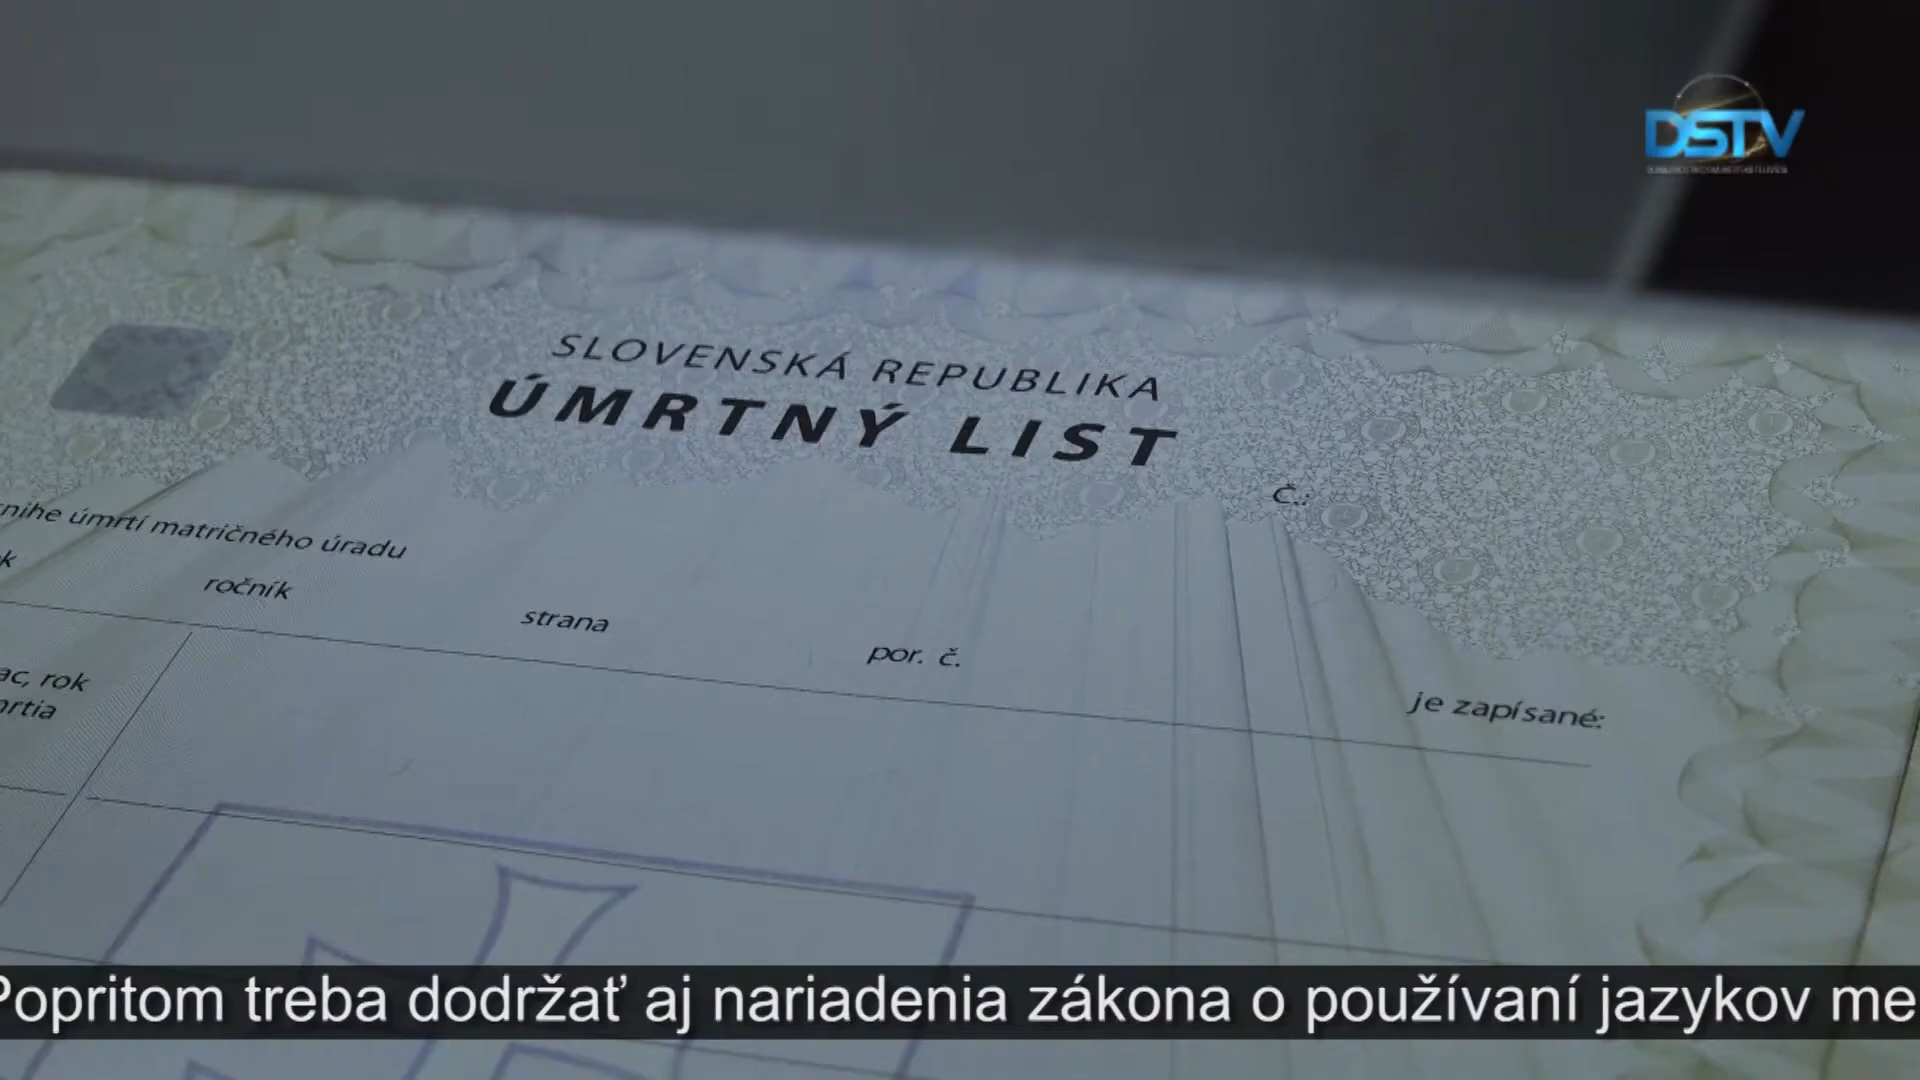 DSTV
SLOVENSKÁ REPUBLIKA
ÚMRTNÝ LIST
Č.:
knihe úmrtí matričného úradu
ročník
strana
por. č.
je zapísané:
rok
Popritom treba dodržať aj nariadenia zákona o používaní jazykov me